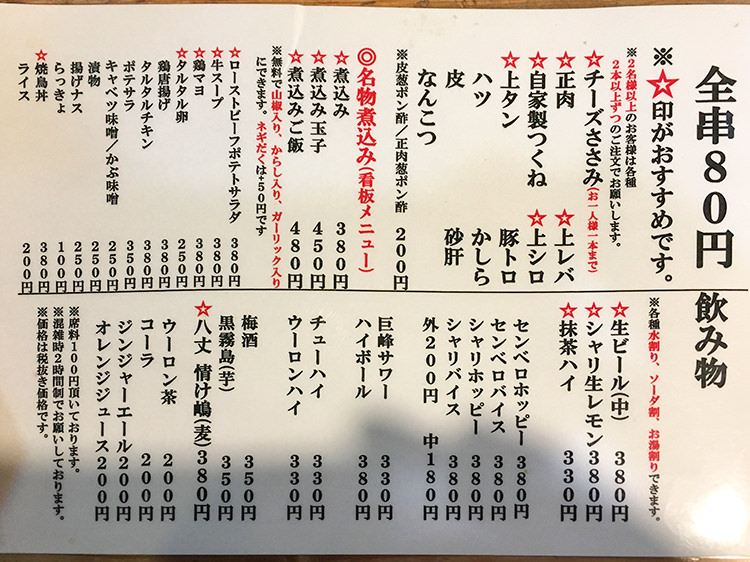 全串80円
※☆印がおすすめです。
※2名様以上のお客様は各種
2本以上ずつのご注文でお願いします。
☆チーズささみ(お一人様一本まで)
☆正肉
☆上レバ
☆自家製つくね
☆上シロ
☆上タン
豚トロ
ハツ
かしら
皮
砂肝
なんこつ
※皮葱ポン酢/正肉葱ポン酢 200円
◎名物煮込み(看板メニュー)
☆煮込み 380円
☆煮込み玉子 450円
☆煮込みご飯 480円
※無料で山椒入り、からし入り、ガーリック入り
にできます。ネギだくは+50円です
☆ローストビーフポテトサラダ 380円
☆牛スープ 380円
☆鶏マヨ 380円
☆タルタル卵 250円
鶏唐揚げ 380円
タルタルチキン 380円
ポテサラ 350円
キャベツ味噌/かぶ味噌 250円
漬物 250円
揚げナス 250円
らっきょ 100円
☆焼鳥丼 380円
ライス 200円
飲み物
※各種水割り、ソーダ割、お湯割りできます。
☆生ビール(中) 380円
☆シャリ生レモン 380円
☆抹茶ハイ 330円
センベロホッピー 380円
センベロバイス 380円
シャリホッピー 380円
シャリバイス 380円
外200円 中180円
巨峰サワー 330円
ハイボール 380円
チューハイ 330円
ウーロンハイ 330円
梅酒 350円
黒霧島(芋) 350円
☆八丈 情け嶋(麦) 380円
ウーロン茶 200円
コーラ 200円
ジンジャーエール 200円
オレンジジュース 200円
※席料100円頂いております。
※混雑時2時間制でお願いしております。
※価格は税抜き価格です。